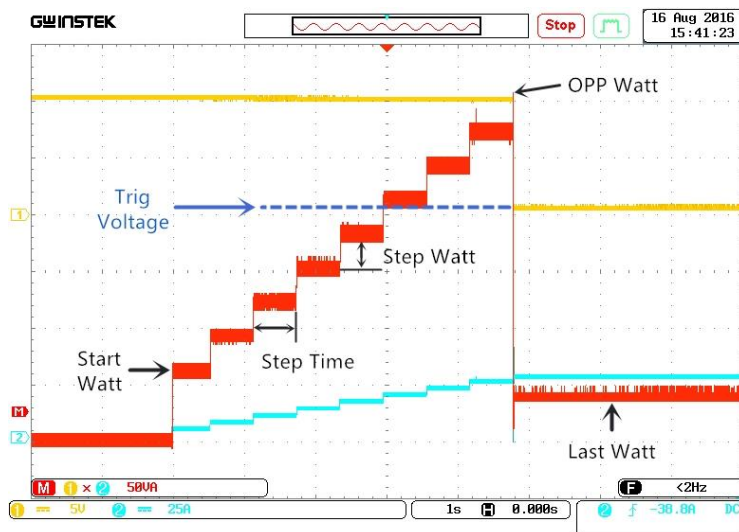 GWINSTEK
Stop
16 Aug 2016
15:41:23
OPP Watt
1
Trig
Voltage
Step Watt
Start
Watt
Step Time
M
2
Last Watt
M 1 × 2 50VA
F <2Hz
1 5V 2 25A
1s H 0.000s
2 -38.8A DC